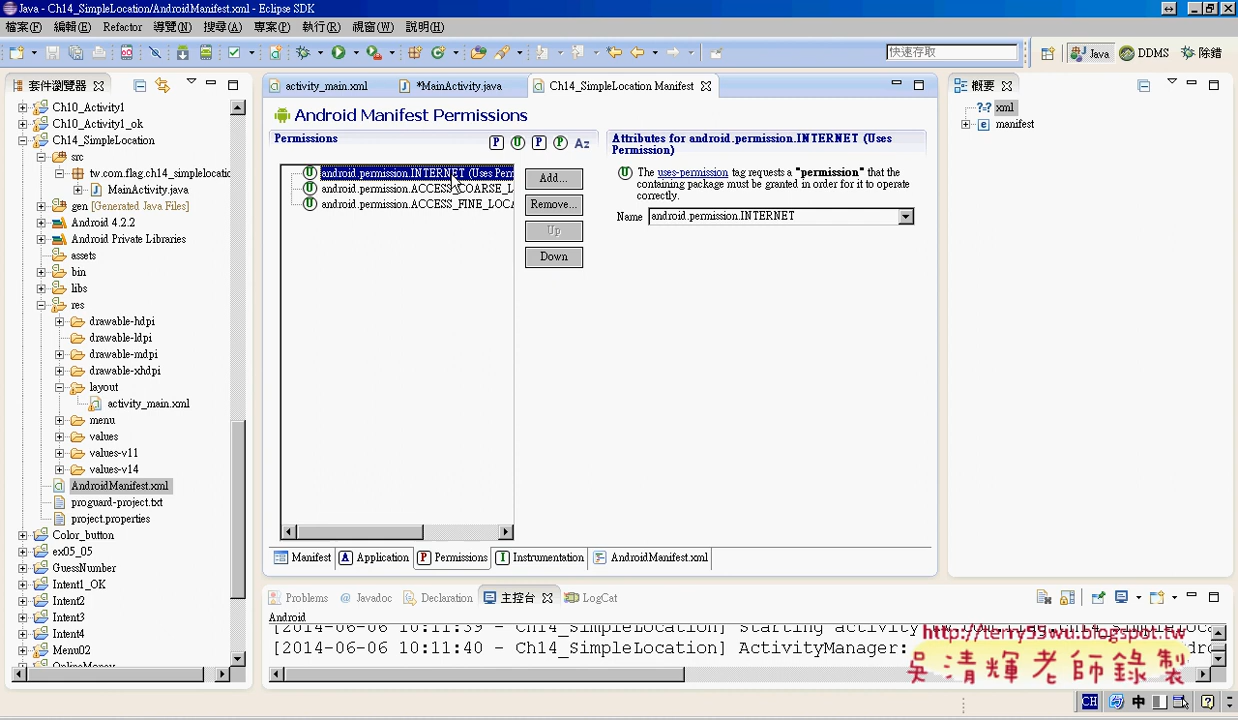 Java - Ch14_SimpleLocation/AndroidManifest.xml - Eclipse SDK
檔案(F) 編輯(E) Refactor 導覽(N) 搜尋(A) 專案(P) 執行(R) 視窗(W) 說明(H)
快速存取 Java DDMS 除錯
套件瀏覽器
Ch10_Activity1
Ch10_Activity1_ok
Ch14_SimpleLocation
src
tw.com.flag.ch14_simplelocatio
MainActivity.java
gen [Generated Java Files]
Android 4.2.2
Android Private Libraries
assets
bin
libs
res
drawable-hdpi
drawable-ldpi
drawable-mdpi
drawable-xhdpi
layout
activity_main.xml
menu
values
values-v11
values-v14
AndroidManifest.xml
proguard-project.txt
project.properties
Color_button
ex05_05
GuessNumber
Intent1_OK
Intent2
Intent3
Intent4
Menu02
OnlineMoney
activity_main.xml *MainActivity.java Ch14_SimpleLocation Manifest
Android Manifest Permissions
Permissions
P U P P Az
android.permission.INTERNET (Uses Perm
android.permission.ACCESS_COARSE_L
android.permission.ACCESS_FINE_LOCA
Add...
Remove...
Up
Down
Attributes for android.permission.INTERNET (Uses
Permission)
The uses-permission tag requests a "permission" that the
containing package must be granted in order for it to operate
correctly.
Name android.permission.INTERNET
Manifest Application Permissions Instrumentation AndroidManifest.xml
概要
xml
manifest
Problems Javadoc Declaration 主控台 LogCat
Android
[2014-06-06 10:11:39 - Ch14_SimpleLocation] Starting activity
[2014-06-06 10:11:40 - Ch14_SimpleLocation] ActivityManager:
http://terry55wu.blogspot.tw
吳清輝老師錄製
CH 中